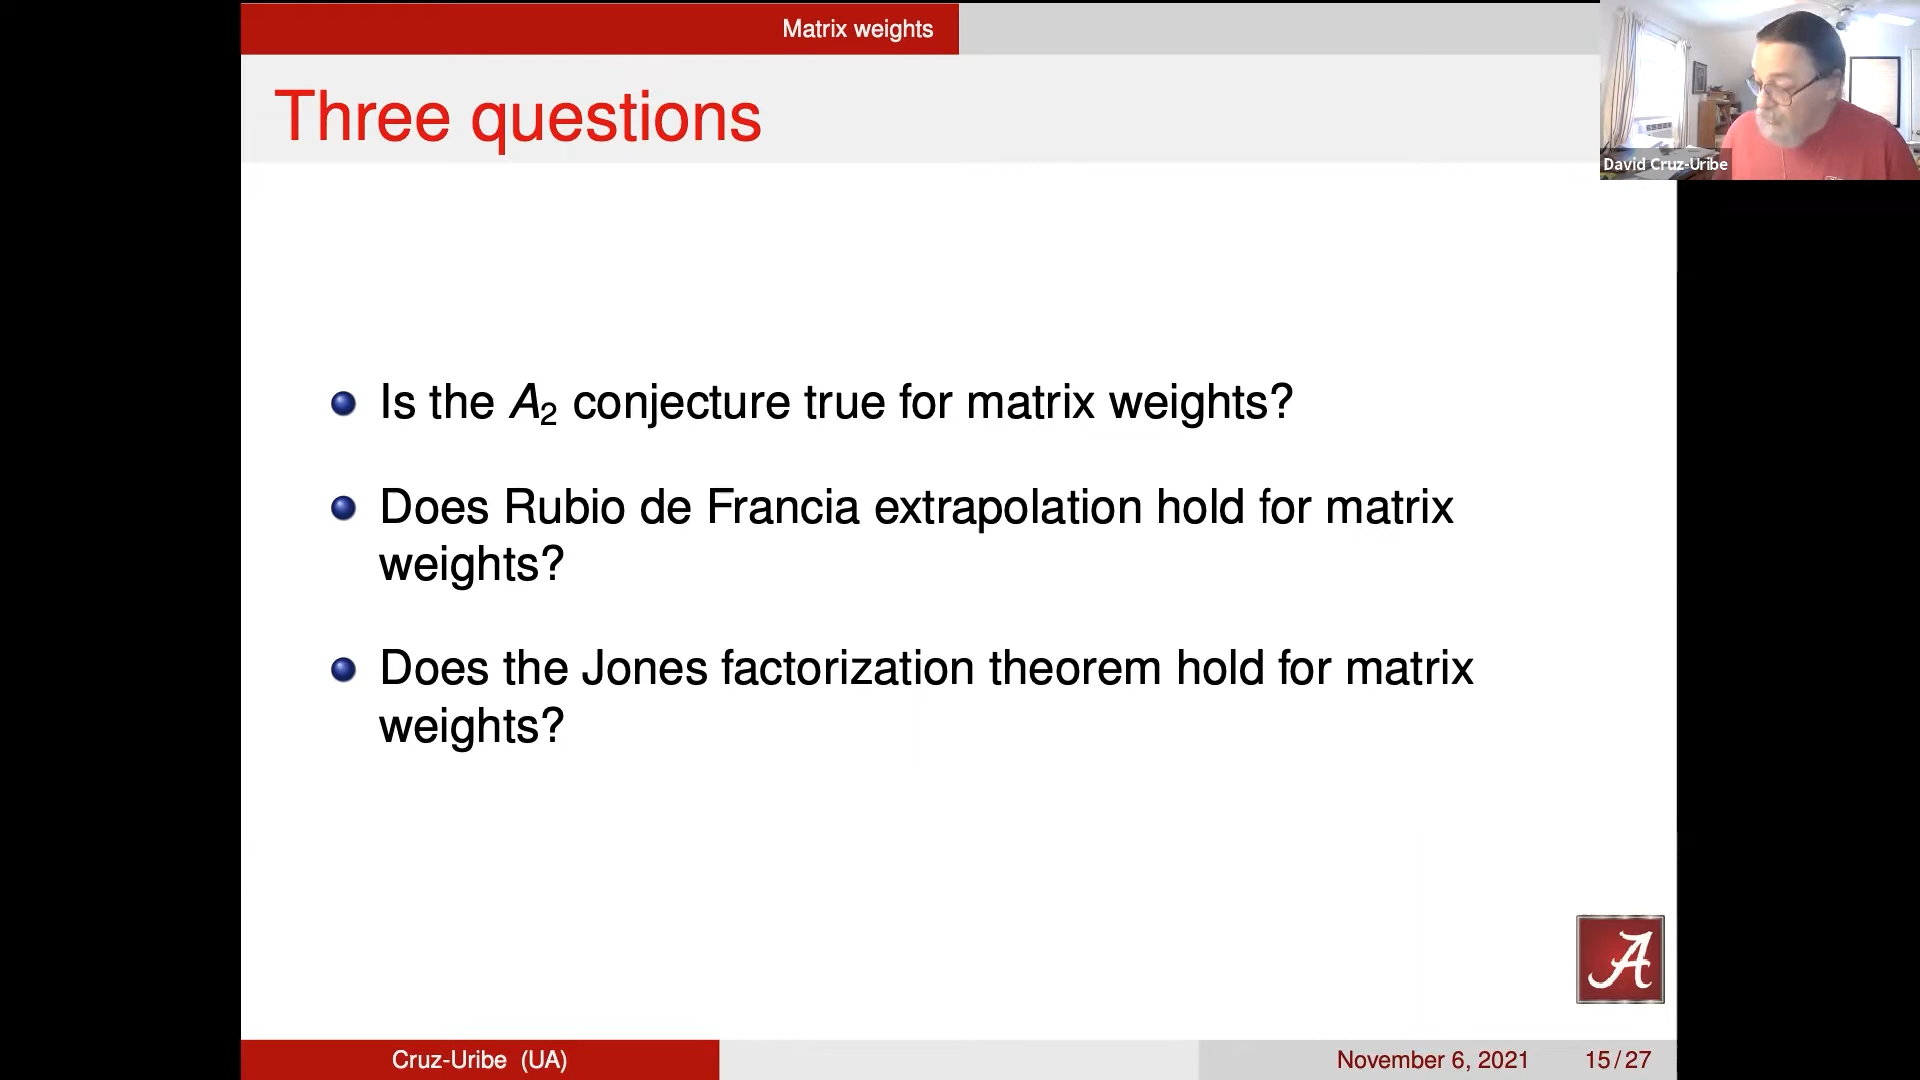 Matrix weights
Three questions
David Cruz-Uribe
Is the A₂ conjecture true for matrix weights?
Does Rubio de Francia extrapolation hold for matrix
weights?
Does the Jones factorization theorem hold for matrix
weights?
A
Cruz-Uribe (UA)
November 6, 2021
15/27